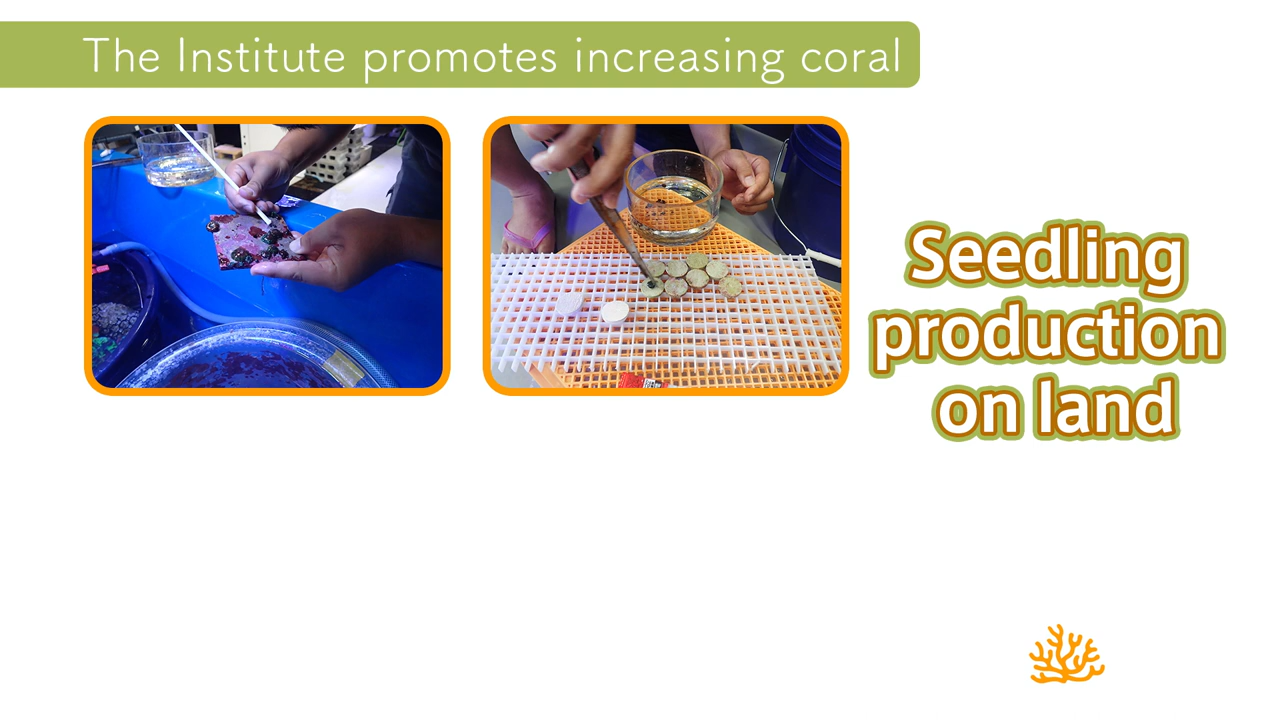 The Institute promotes increasing coral
Seedling
production
on land